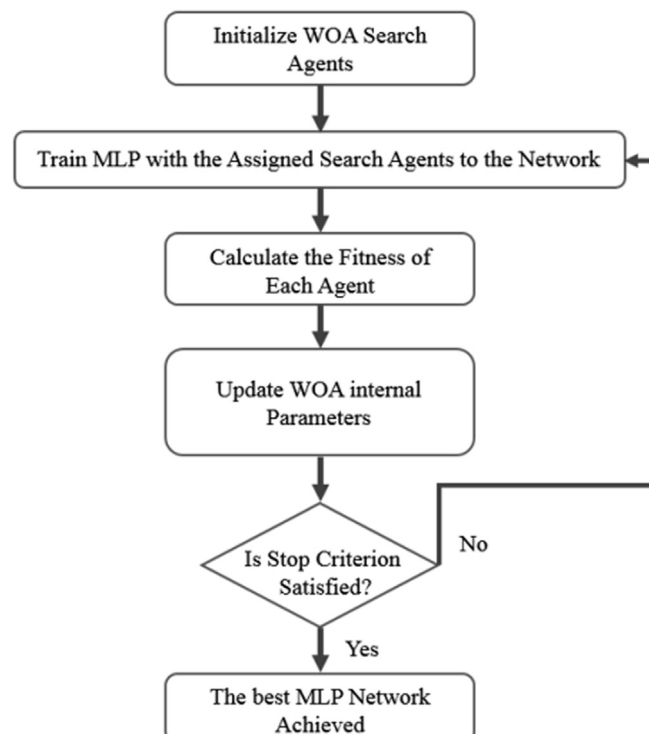 Initialize WOA Search
Agents
Train MLP with the Assigned Search Agents to the Network
Calculate the Fitness of
Each Agent
Update WOA internal
Parameters
Is Stop Criterion
Satisfied?
No
Yes
The best MLP Network
Achieved